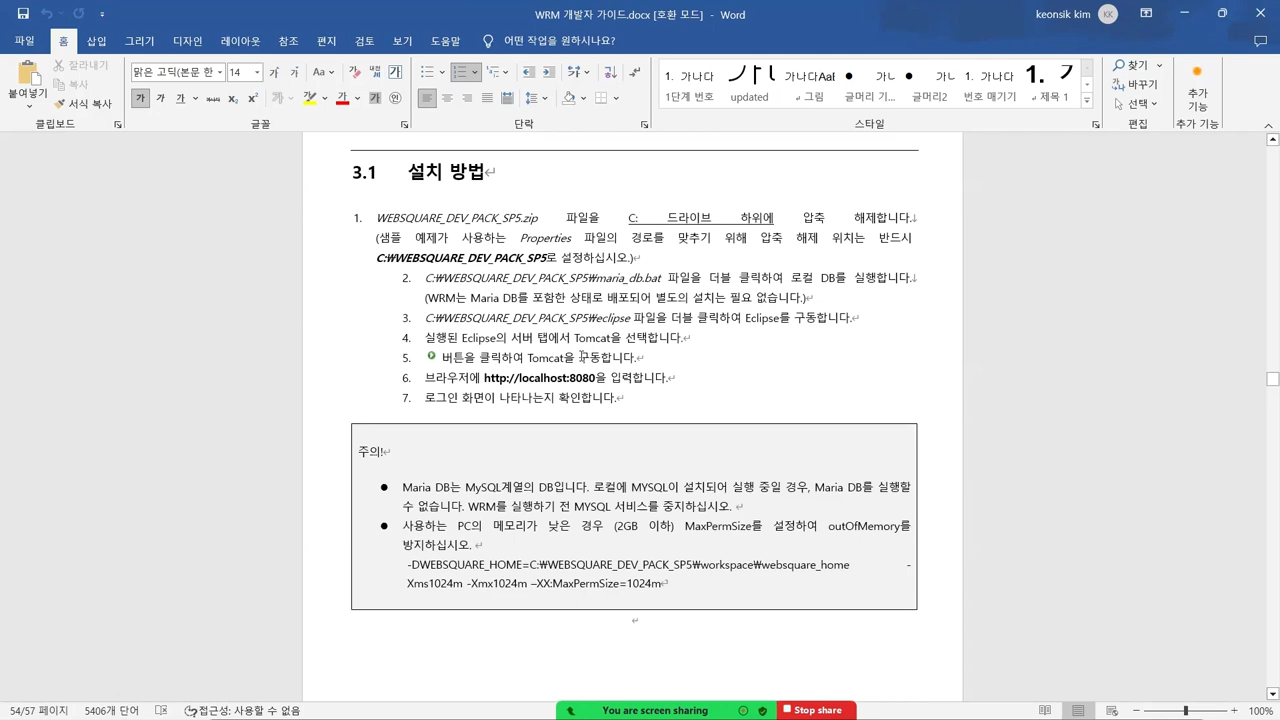 WRM 개발자 가이드.docx [호환 모드] - Word
keonsik kim KK
파일 홈 삽입 그리기 디자인 레이아웃 참조 편지 검토 보기 도움말 어떤 작업을 원하시나요?
붙여넣기
잘라내기
복사
서식 복사
클립보드
맑은 고딕(본문 한 14
글꼴
단락
1. 가나다
1단계 번호
updated
가나다Aa
그림
가ㄴ
글머리 기...
가ㄴ
글머리2
1. 가나다
번호 매기기
1.
제목 1
스타일
찾기
바꾸기
선택
편집
추가 기능
추가 기능
3.1 설치 방법
1. WEBSQUARE_DEV_PACK_SP5.zip 파일을 C: 드라이브 하위에 압축 해제합니다.
(샘플 예제가 사용하는 Properties 파일의 경로를 맞추기 위해 압축 해제 위치는 반드시
C:₩WEBSQUARE_DEV_PACK_SP5로 설정하십시오.)
2. C:₩WEBSQUARE_DEV_PACK_SP5₩maria_db.bat 파일을 더블 클릭하여 로컬 DB를 실행합니다.
(WRM는 Maria DB를 포함한 상태로 배포되어 별도의 설치는 필요 없습니다.)
3. C:₩WEBSQUARE_DEV_PACK_SP5₩eclipse 파일을 더블 클릭하여 Eclipse를 구동합니다.
4. 실행된 Eclipse의 서버 탭에서 Tomcat을 선택합니다.
5. 버튼을 클릭하여 Tomcat을 구동합니다.
6. 브라우저에 http://localhost:8080을 입력합니다.
7. 로그인 화면이 나타나는지 확인합니다.
주의!
● Maria DB는 MySQL계열의 DB입니다. 로컬에 MYSQL이 설치되어 실행 중일 경우, Maria DB를 실행할
수 없습니다. WRM를 실행하기 전 MYSQL 서비스를 중지하십시오.
● 사용하는 PC의 메모리가 낮은 경우 (2GB 이하) MaxPermSize를 설정하여 outOfMemory를
방지하십시오.
-DWEBSQUARE_HOME=C:₩WEBSQUARE_DEV_PACK_SP5₩workspace₩websquare_home -
Xms1024m -Xmx1024m –XX:MaxPermSize=1024m
54/57 페이지 5406개 단어 접근성: 사용할 수 없음 You are screen sharing Stop share 100%